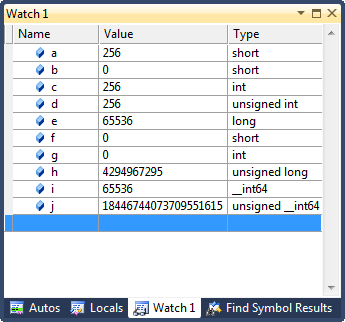 Watch 1
Name Value Type
a 256 short
b 0 short
c 256 int
d 256 unsigned int
e 65536 long
f 0 short
g 0 int
h 4294967295 unsigned long
i 65536 __int64
j 18446744073709551615 unsigned __int64
Autos Locals Watch 1 Find Symbol Results